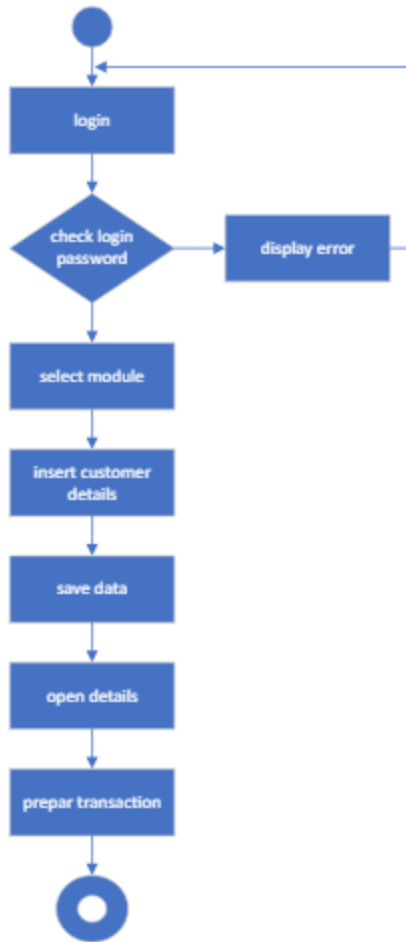 login
check login
password
display error
select module
insert customer
details
save data
open details
prepar transaction